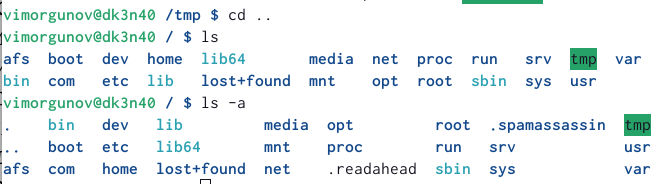 vimorgunov@dk3n40 /tmp $ cd ..
vimorgunov@dk3n40 / $ ls
afs boot dev home lib64 media net proc run srv tmp var
bin com etc lib lost+found mnt opt root sbin sys usr
vimorgunov@dk3n40 / $ ls -a
. bin dev lib media opt root .spamassassin tmp
.. boot etc lib64 mnt proc run srv usr
afs com home lost+found net .readahead sbin sys var